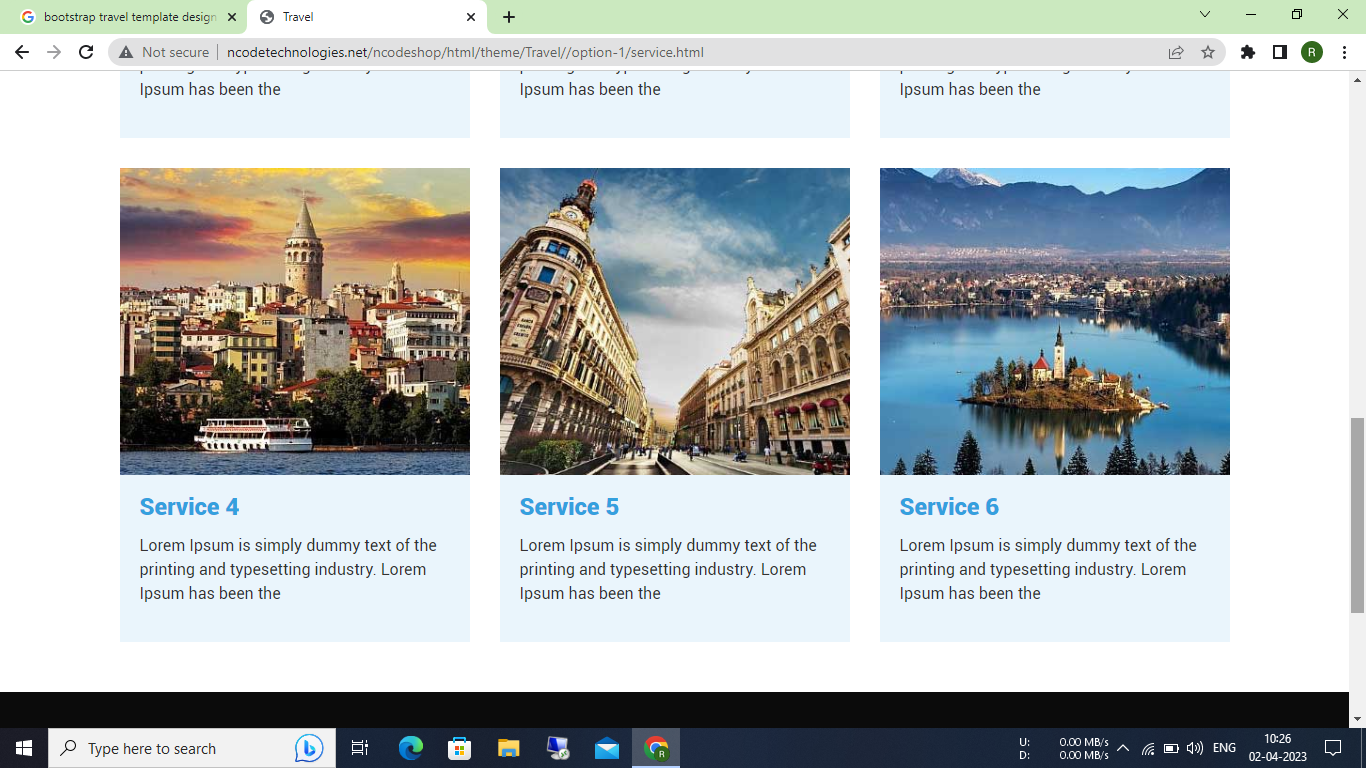 bootstrap travel template design
Travel
Not secure
ncodetechnologies.net/ncodeshop/html/theme/Travel//option-1/service.html
R
Ipsum has been the
Ipsum has been the
Ipsum has been the
Service 4
Lorem Ipsum is simply dummy text of the
printing and typesetting industry. Lorem
Ipsum has been the
Service 5
Lorem Ipsum is simply dummy text of the
printing and typesetting industry. Lorem
Ipsum has been the
Service 6
Lorem Ipsum is simply dummy text of the
printing and typesetting industry. Lorem
Ipsum has been the
Type here to search
R
U: 0.00 MB/s
D: 0.00 MB/s
ENG
10:26
02-04-2023